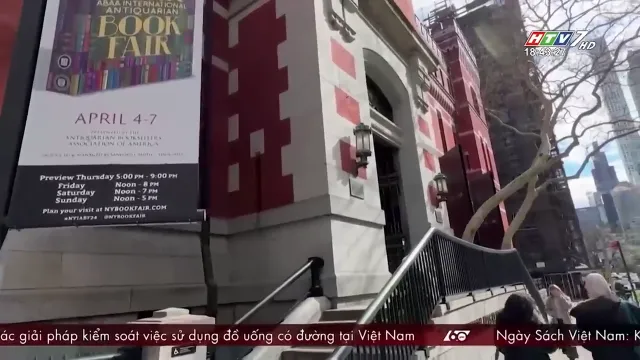 ABAA INTERNATIONAL
ANTIQUARIAN
BOOK
FAIR
APRIL 4-7
ANTIQUARIAN BOOKSELLERS
ASSOCIATION OF AMERICA
Preview Thursday 5:00 PM - 9:00 PM
Friday Noon - 8 PM
Saturday Noon - 7 PM
Sunday Noon - 5 PM
Plan your visit at NYBOOKFAIR.COM
#NYIABF24 @NYBOOKFAIR
HTV7 HD
ác giải pháp kiểm soát việc sử dụng đồ uống có đường tại Việt Nam
60
Ngày Sách Việt Nam: K